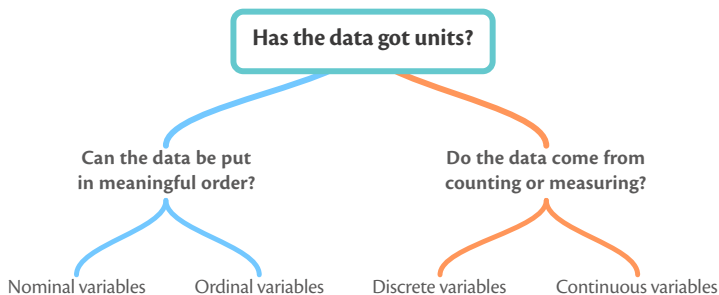 Has the data got units?
Can the data be put
in meaningful order?
Do the data come from
counting or measuring?
Nominal variables
Ordinal variables
Discrete variables
Continuous variables